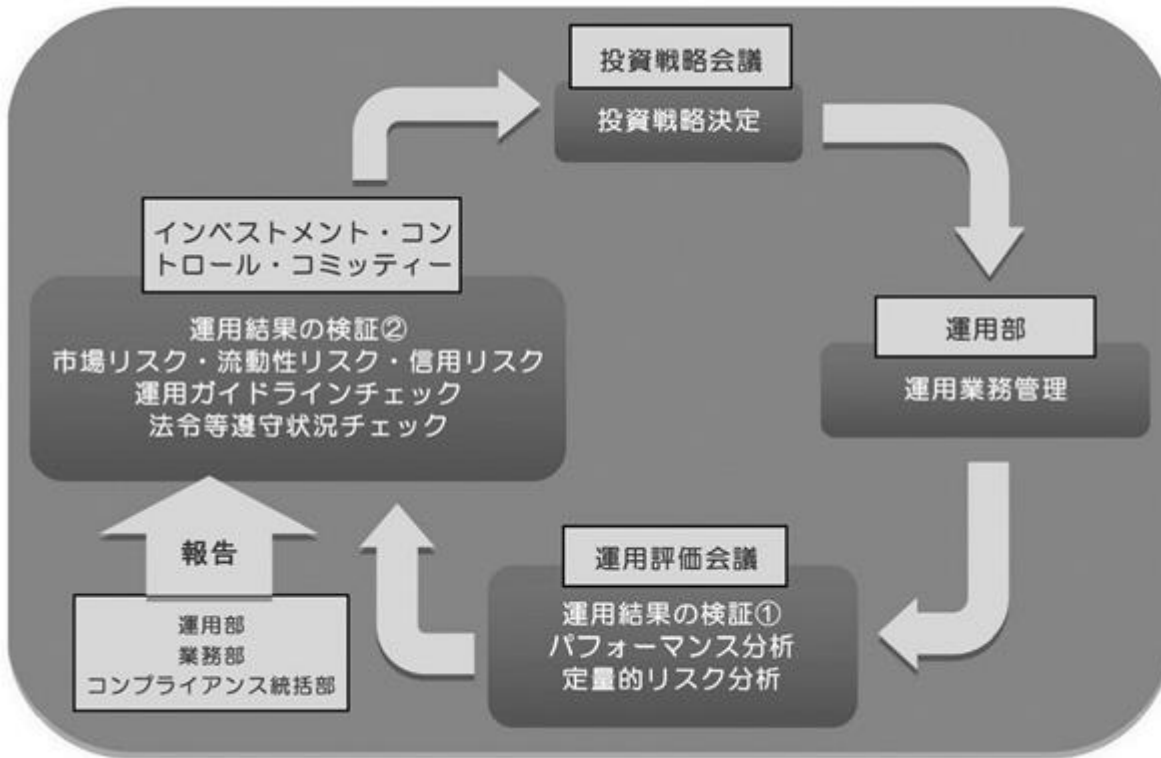 投資戦略会議
投資戦略決定
運用部
運用業務管理
運用評価会議
運用結果の検証①
パフォーマンス分析
定量的リスク分析
インベストメント・コン
トロール・コミッティー
運用結果の検証②
市場リスク・流動性リスク・信用リスク
運用ガイドラインチェック
法令等遵守状況チェック
報告
運用部
業務部
コンプライアンス統括部